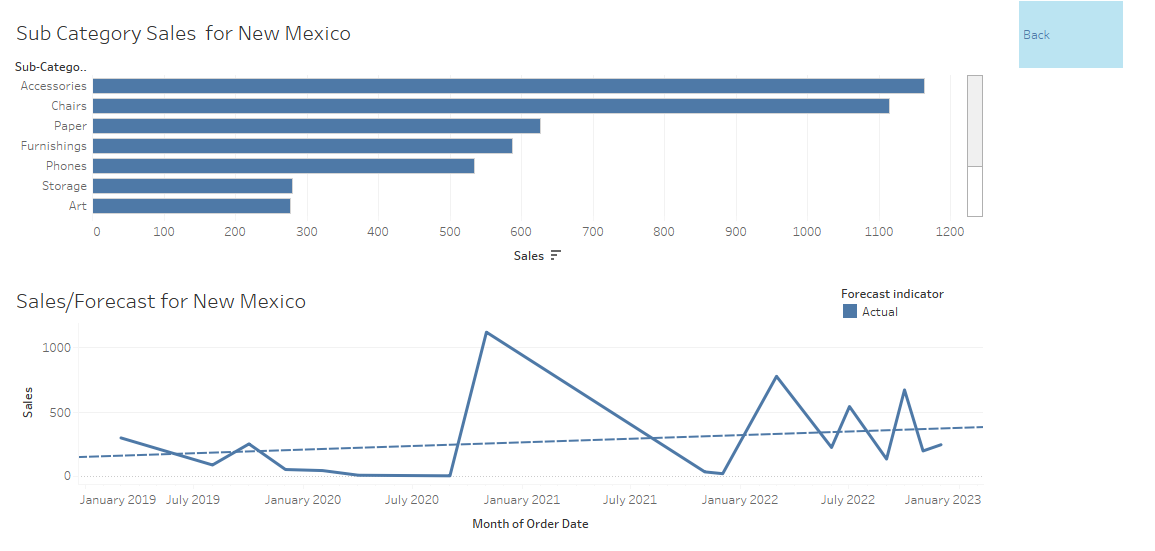 Sub Category Sales  for New Mexico
Back
Sub-Catego..
Accessories
Chairs
Paper
Furnishings
Phones
Storage
Art
0 100 200 300 400 500 600 700 800 900 1000 1100 1200
Sales
Sales/Forecast for New Mexico
Forecast indicator
Actual
1000
500
0
Sales
January 2019 July 2019 January 2020 July 2020 January 2021 July 2021 January 2022 July 2022 January 2023
Month of Order Date